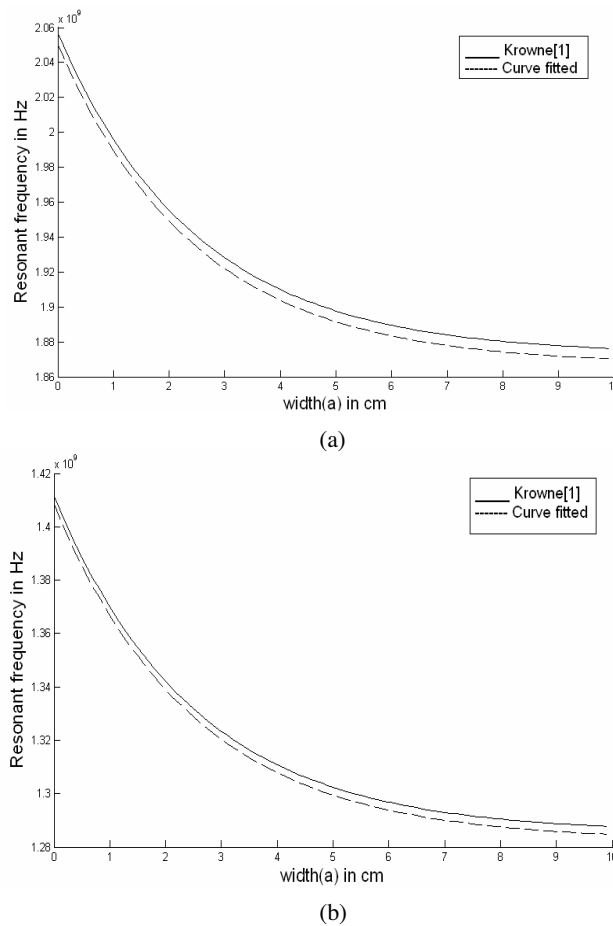 x 10⁹
2.06
2.04
2.02
2
1.98
1.96
1.94
1.92
1.9
1.88
1.86
Resonant frequency in Hz
Krowne[1]
Curve fitted
0 1 2 3 4 5 6 7 8 9 10
width(a) in cm
(a)
x 10⁹
1.42
1.4
1.38
1.36
1.34
1.32
1.3
1.28
Resonant frequency in Hz
Krowne[1]
Curve fitted
0 1 2 3 4 5 6 7 8 9 10
width(a) in cm
(b)